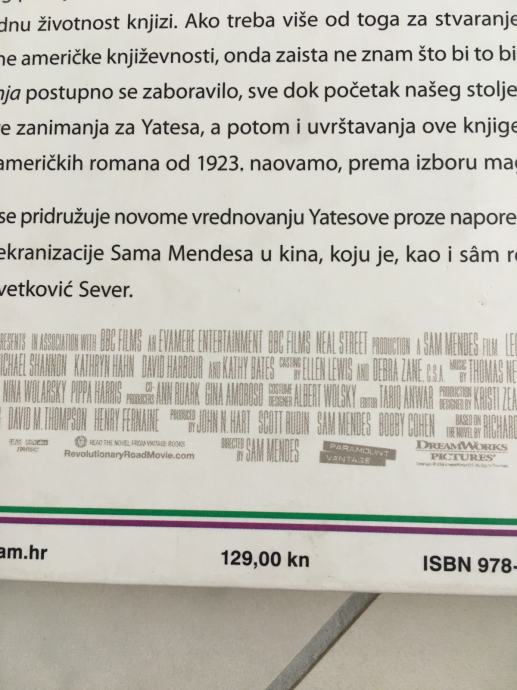 dnu životnost knjizi. Ako treba više od toga za stvaranje
ne američke književnosti, onda zaista ne znam što bi to bi
nja postupno se zaboravilo, sve dok početak našeg stolje
e zanimanja za Yatesa, a potom i uvrštavanja ove knjige
američkih romana od 1923. naovamo, prema izboru mag
se pridružuje novome vrednovanju Yatesove proze napore
ekranizacije Sama Mendesa u kina, koju je, kao i sâm r
vetković Sever.
RESENTS IN ASSOCIATION WITH BBC FILMS AN EVAMERE ENTERTAINMENT BBC FILMS NEAL STREET PRODUCTION A SAM MENDES FILM LE
ICHAEL SHANNON KATHRYN HAHN DAVID HARBOUR AND KATHY BATES CASTING BY ELLEN LEWIS AND DEBRA ZANE, C.S.A. MUSIC BY THOMAS NE
NINA WOLARSKY PIPPA HARRIS CO-PRODUCERS ANN RUARK GINA AMOROSO COSTUME DESIGNER ALBERT WOLSKY EDITOR TARIQ ANWAR PRODUCTION DESIGNED BY KRISTI ZEA
DAVID M. THOMPSON HENRY FERNAINE PRODUCED BY JOHN N. HART SCOTT RUDIN SAM MENDES BOBBY COHEN BASED ON THE NOVEL BY RICHARD
READ THE NOVEL FROM VINTAGE BOOKS
RevolutionaryRoadMovie.com
DIRECTED BY SAM MENDES
PARAMOUNT VANTAGE
DREAMWORKS PICTURES
am.hr 129,00 kn ISBN 978-